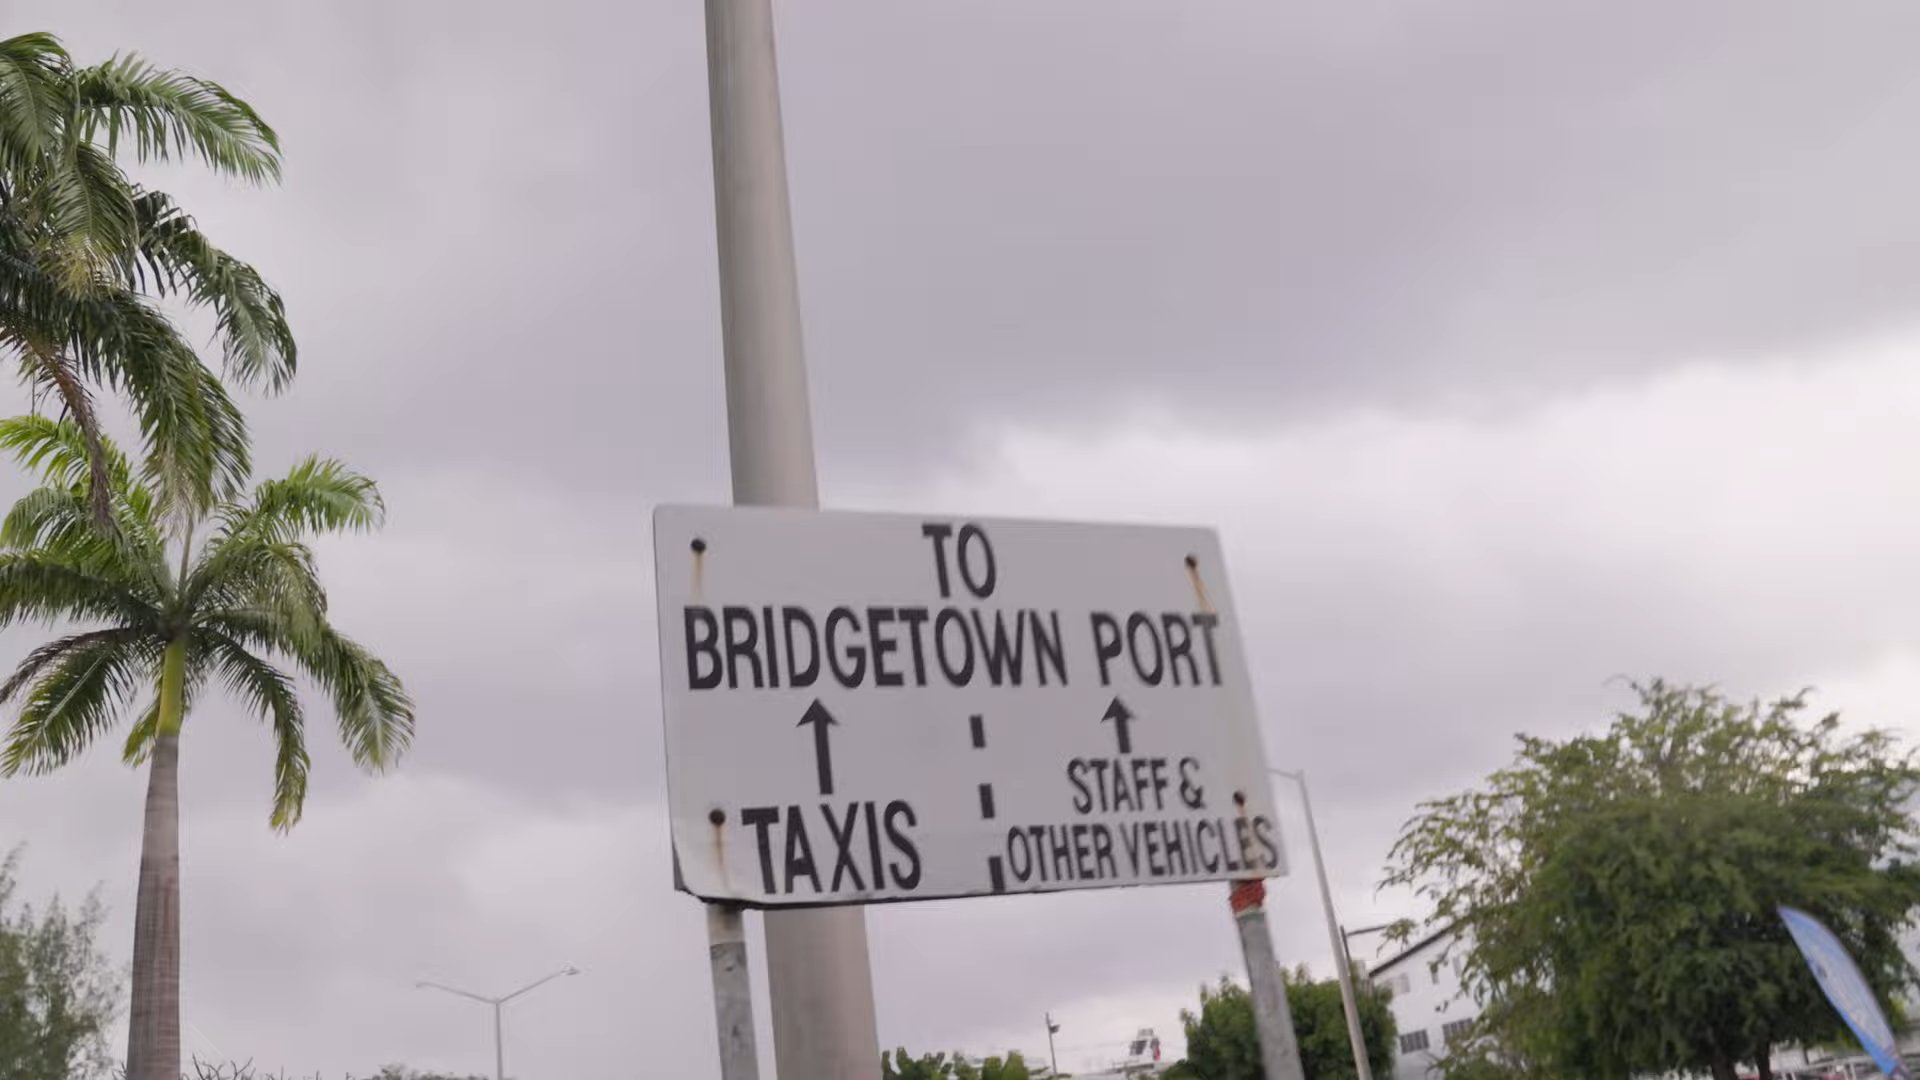 TO
BRIDGETOWN PORT
TAXIS
STAFF &
OTHER VEHICLES